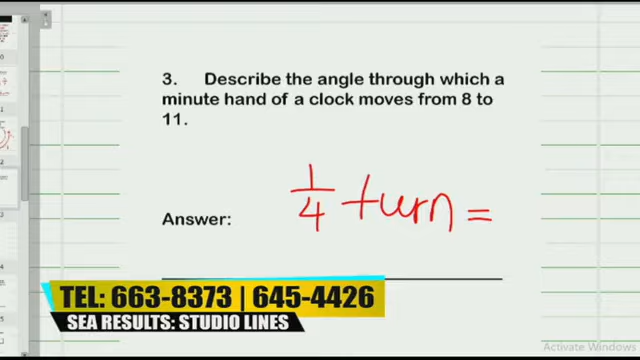 3. Describe the angle through which a
minute hand of a clock moves from 8 to
11.
1/4 turn =
Answer:
TEL: 663-8373 | 645-4426
SEA RESULTS: STUDIO LINES
Activate Windows